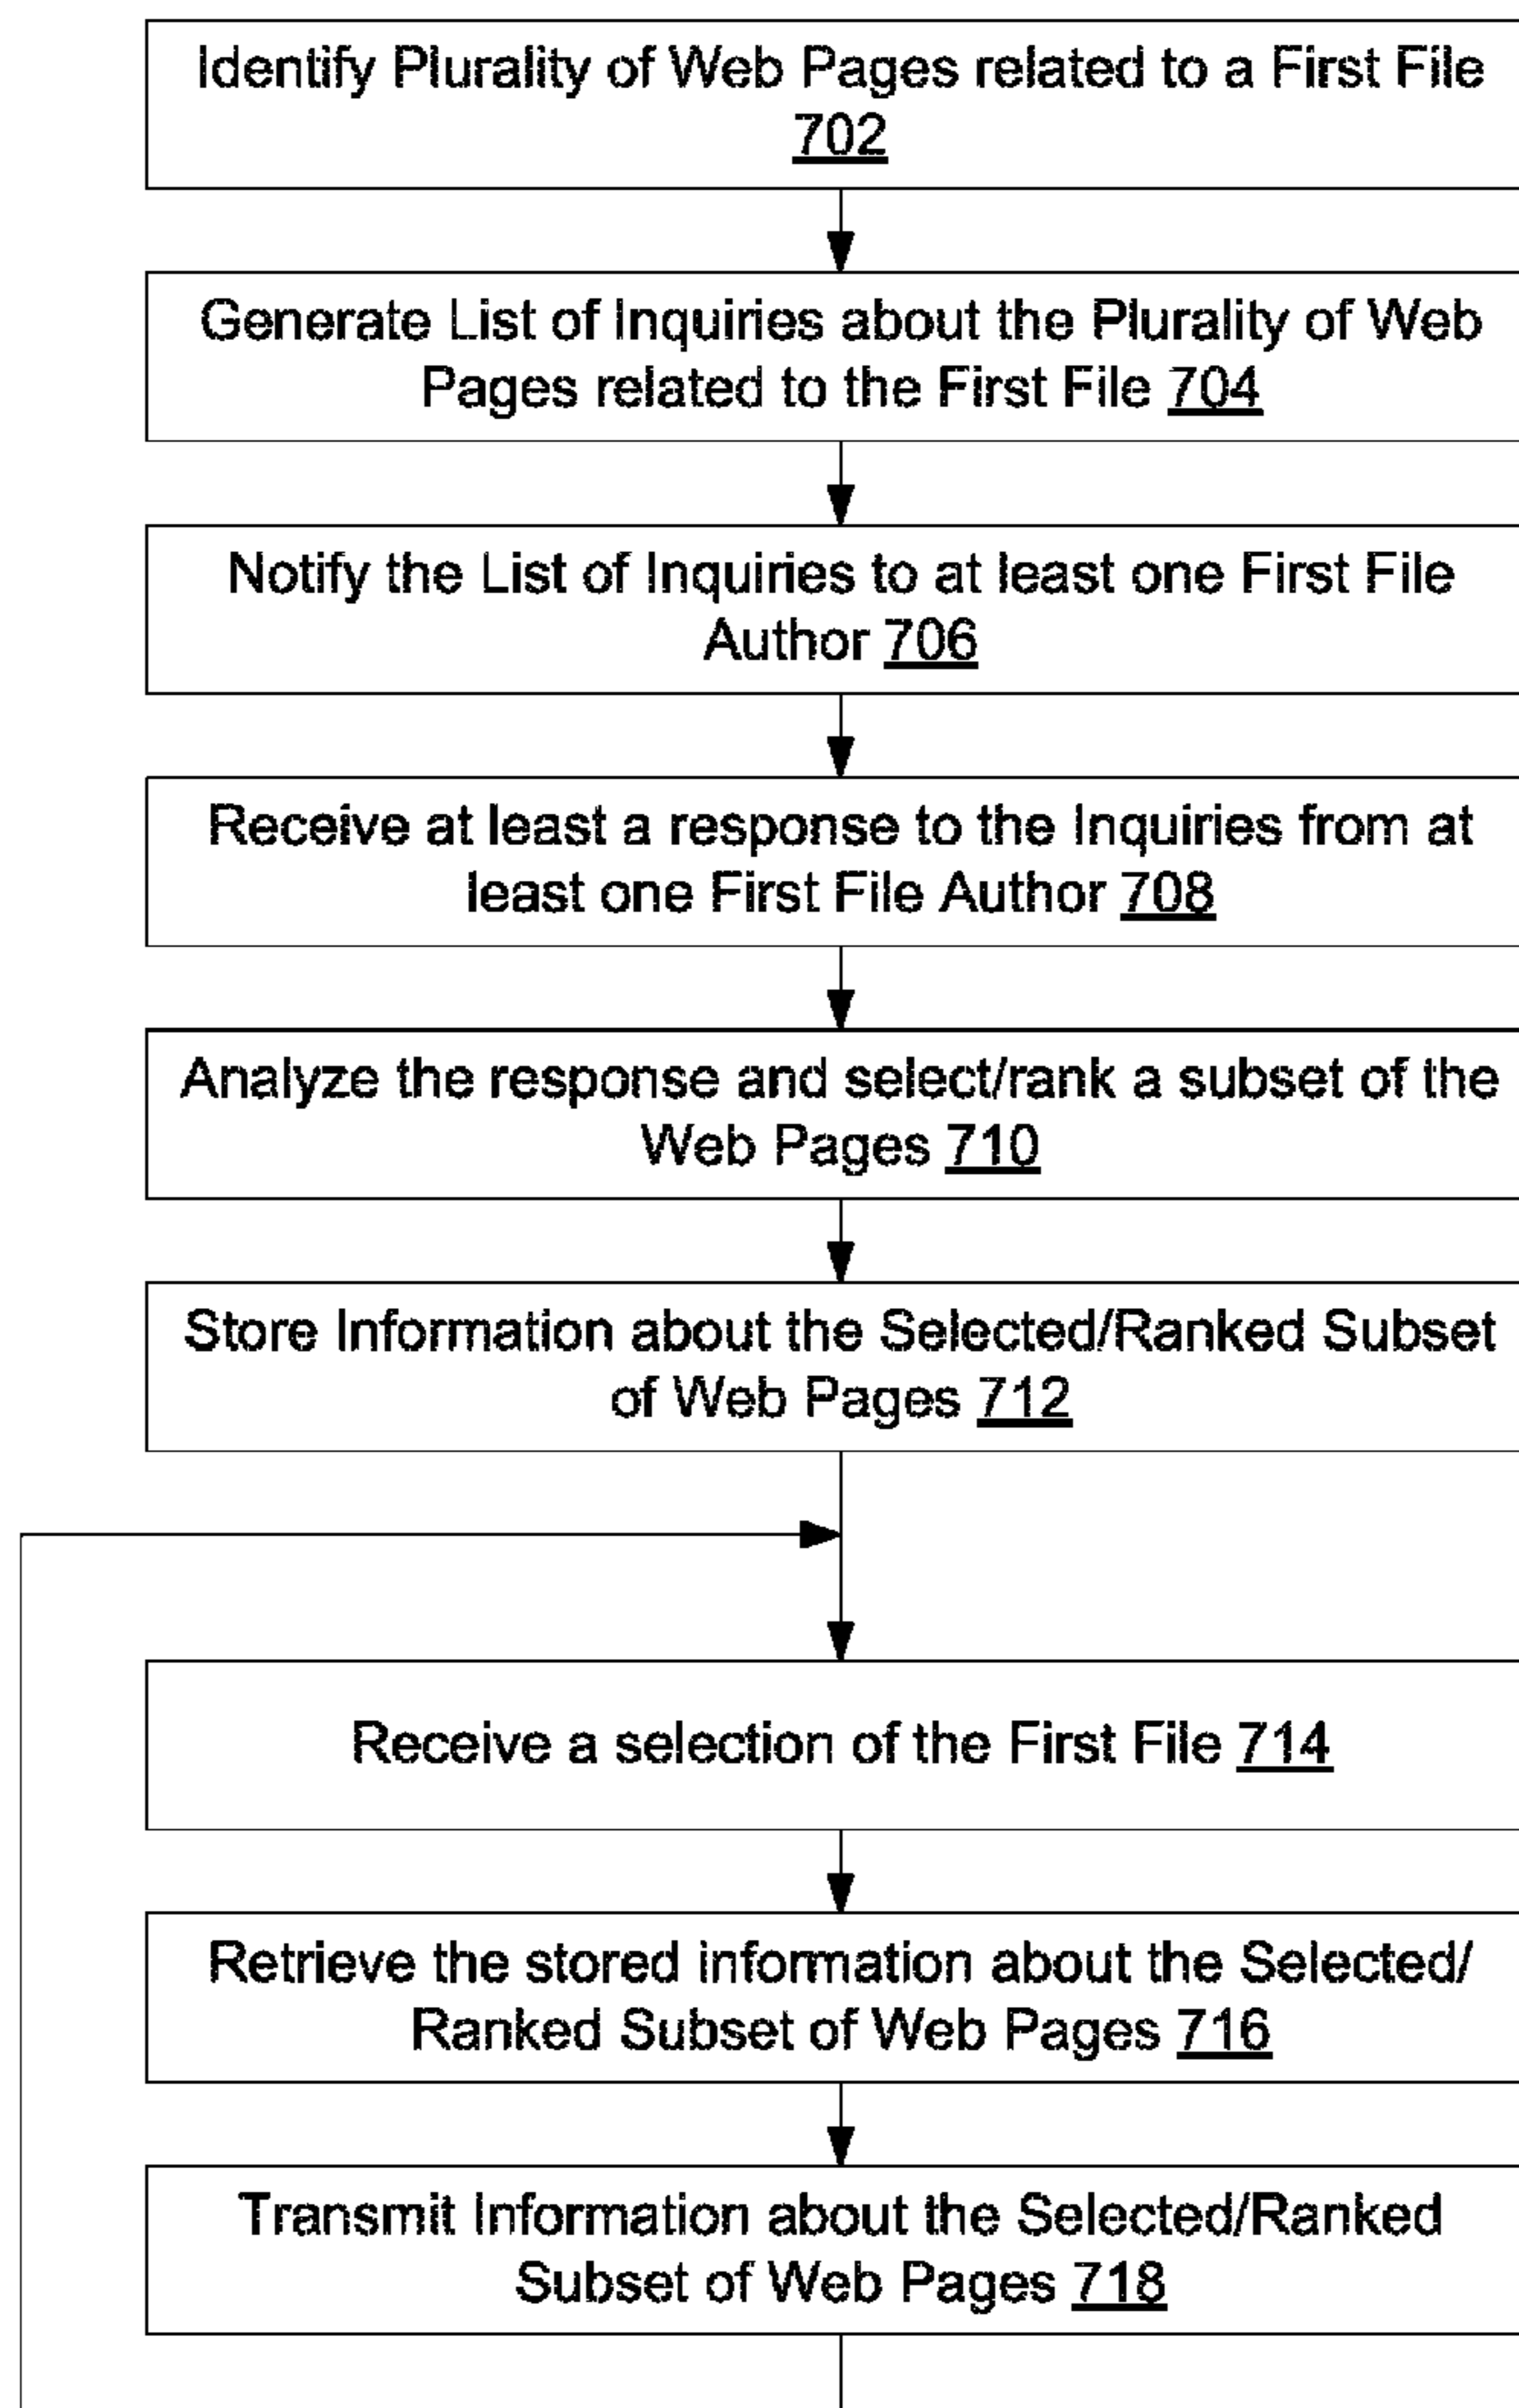 Identify Plurality of Web Pages related to a First File
702
Generate List of Inquiries about the Plurality of Web
Pages related to the First File 704
Notify the List of Inquiries to at least one First File
Author 706
Receive at least a response to the Inquiries from at
least one First File Author 708
Analyze the response and select/rank a subset of the
Web Pages 710
Store Information about the Selected/Ranked Subset
of Web Pages 712
Receive a selection of the First File 714
Retrieve the stored information about the Selected/
Ranked Subset of Web Pages 716
Transmit Information about the Selected/Ranked
Subset of Web Pages 718